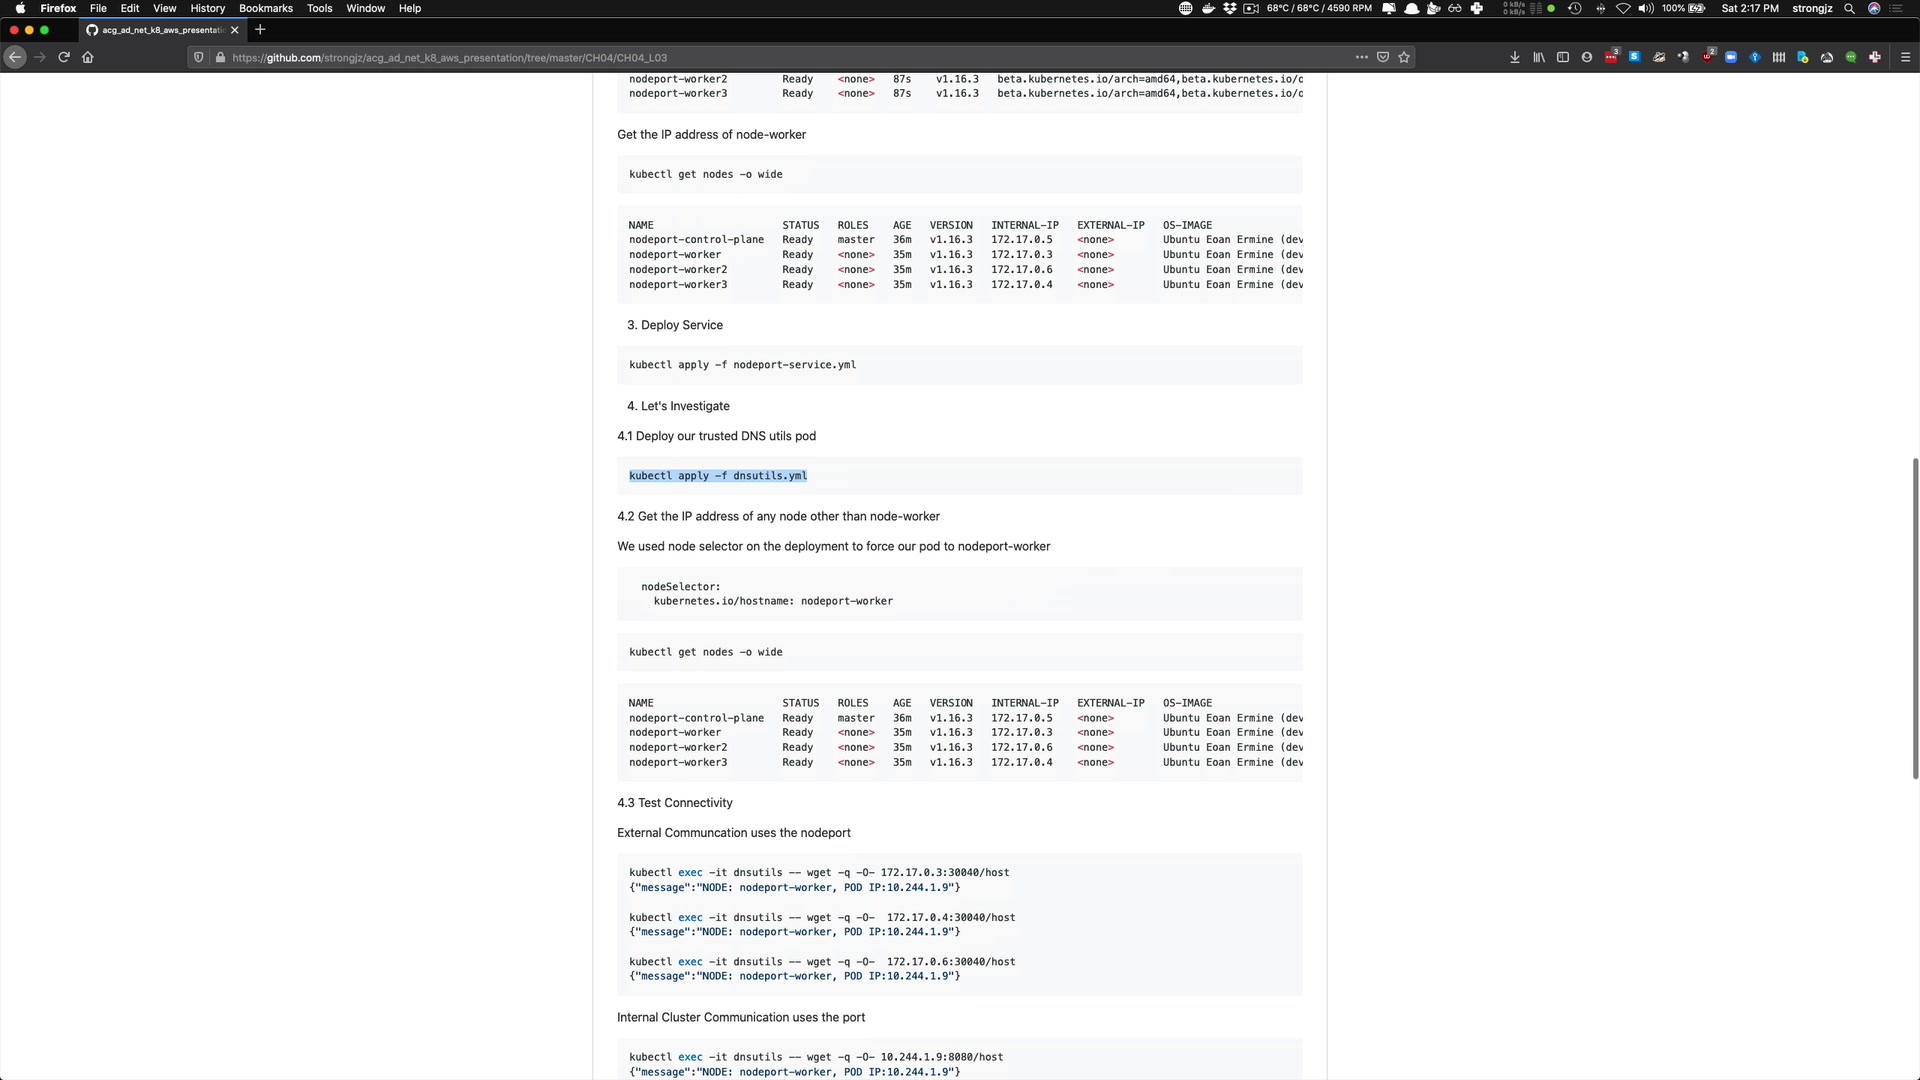 Firefox File Edit View History Bookmarks Tools Window Help 68°C / 68°C / 4590 RPM 0 kB/s 0 kB/s 100% Sat 2:17 PM strongjz
acg_ad_net_k8_aws_presentatio
https://github.com/strongjz/acg_ad_net_k8_aws_presentation/tree/master/CH04/CH04_L03
nodeport-worker2 Ready <none> 87s v1.16.3 beta.kubernetes.io/arch=amd64,beta.kubernetes.io/o
nodeport-worker3 Ready <none> 87s v1.16.3 beta.kubernetes.io/arch=amd64,beta.kubernetes.io/o
Get the IP address of node-worker
kubectl get nodes -o wide
NAME STATUS ROLES AGE VERSION INTERNAL-IP EXTERNAL-IP OS-IMAGE
nodeport-control-plane Ready master 36m v1.16.3 172.17.0.5 <none> Ubuntu Eoan Ermine (dev
nodeport-worker Ready <none> 35m v1.16.3 172.17.0.3 <none> Ubuntu Eoan Ermine (dev
nodeport-worker2 Ready <none> 35m v1.16.3 172.17.0.6 <none> Ubuntu Eoan Ermine (dev
nodeport-worker3 Ready <none> 35m v1.16.3 172.17.0.4 <none> Ubuntu Eoan Ermine (dev
3. Deploy Service
kubectl apply -f nodeport-service.yml
4. Let's Investigate
4.1 Deploy our trusted DNS utils pod
kubectl apply -f dnsutils.yml
4.2 Get the IP address of any node other than node-worker
We used node selector on the deployment to force our pod to nodeport-worker
nodeSelector:
kubernetes.io/hostname: nodeport-worker
kubectl get nodes -o wide
NAME STATUS ROLES AGE VERSION INTERNAL-IP EXTERNAL-IP OS-IMAGE
nodeport-control-plane Ready master 36m v1.16.3 172.17.0.5 <none> Ubuntu Eoan Ermine (dev
nodeport-worker Ready <none> 35m v1.16.3 172.17.0.3 <none> Ubuntu Eoan Ermine (dev
nodeport-worker2 Ready <none> 35m v1.16.3 172.17.0.6 <none> Ubuntu Eoan Ermine (dev
nodeport-worker3 Ready <none> 35m v1.16.3 172.17.0.4 <none> Ubuntu Eoan Ermine (dev
4.3 Test Connectivity
External Communcation uses the nodeport
kubectl exec -it dnsutils -- wget -q -O- 172.17.0.3:30040/host
{"message":"NODE: nodeport-worker, POD IP:10.244.1.9"}
kubectl exec -it dnsutils -- wget -q -O- 172.17.0.4:30040/host
{"message":"NODE: nodeport-worker, POD IP:10.244.1.9"}
kubectl exec -it dnsutils -- wget -q -O- 172.17.0.6:30040/host
{"message":"NODE: nodeport-worker, POD IP:10.244.1.9"}
Internal Cluster Communication uses the port
kubectl exec -it dnsutils -- wget -q -O- 10.244.1.9:8080/host
{"message":"NODE: nodeport-worker, POD IP:10.244.1.9"}